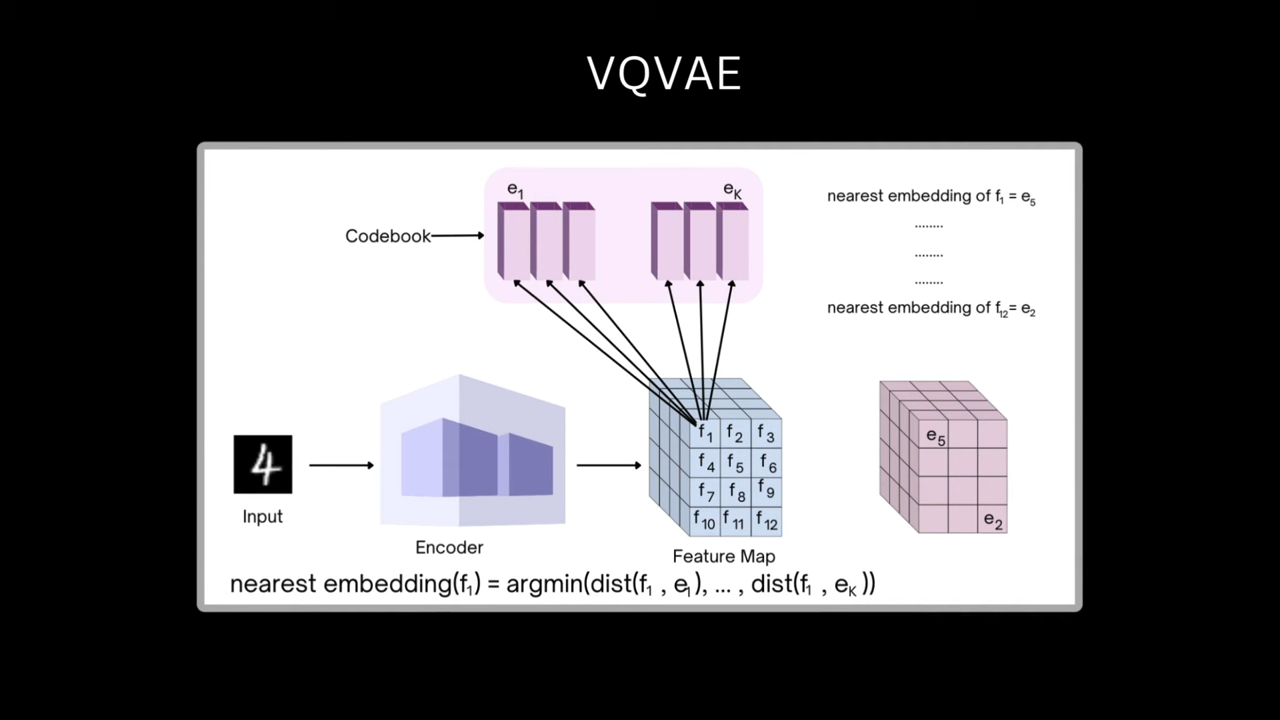 VQVAE
e₁
eₖ
Codebook
nearest embedding of f₁ = e₅
........
........
........
nearest embedding of f₁₂= e₂
f₁ f₂ f₃
f₄ f₅ f₆
f₇ f₈ f₉
f₁₀ f₁₁ f₁₂
e₅
e₂
4
Input
Encoder
Feature Map
nearest embedding(f₁) = argmin(dist(f₁ , e₁), ... , dist(f₁ , eₖ ))